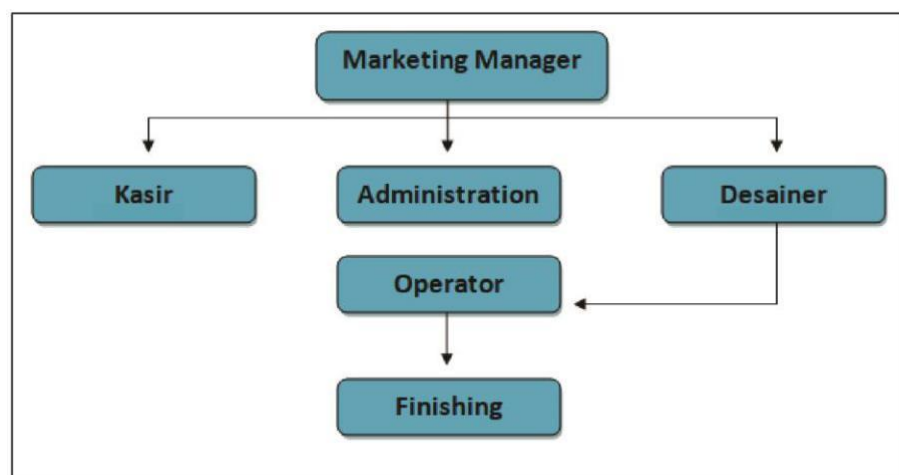 Marketing Manager
Kasir
Administration
Desainer
Operator
Finishing